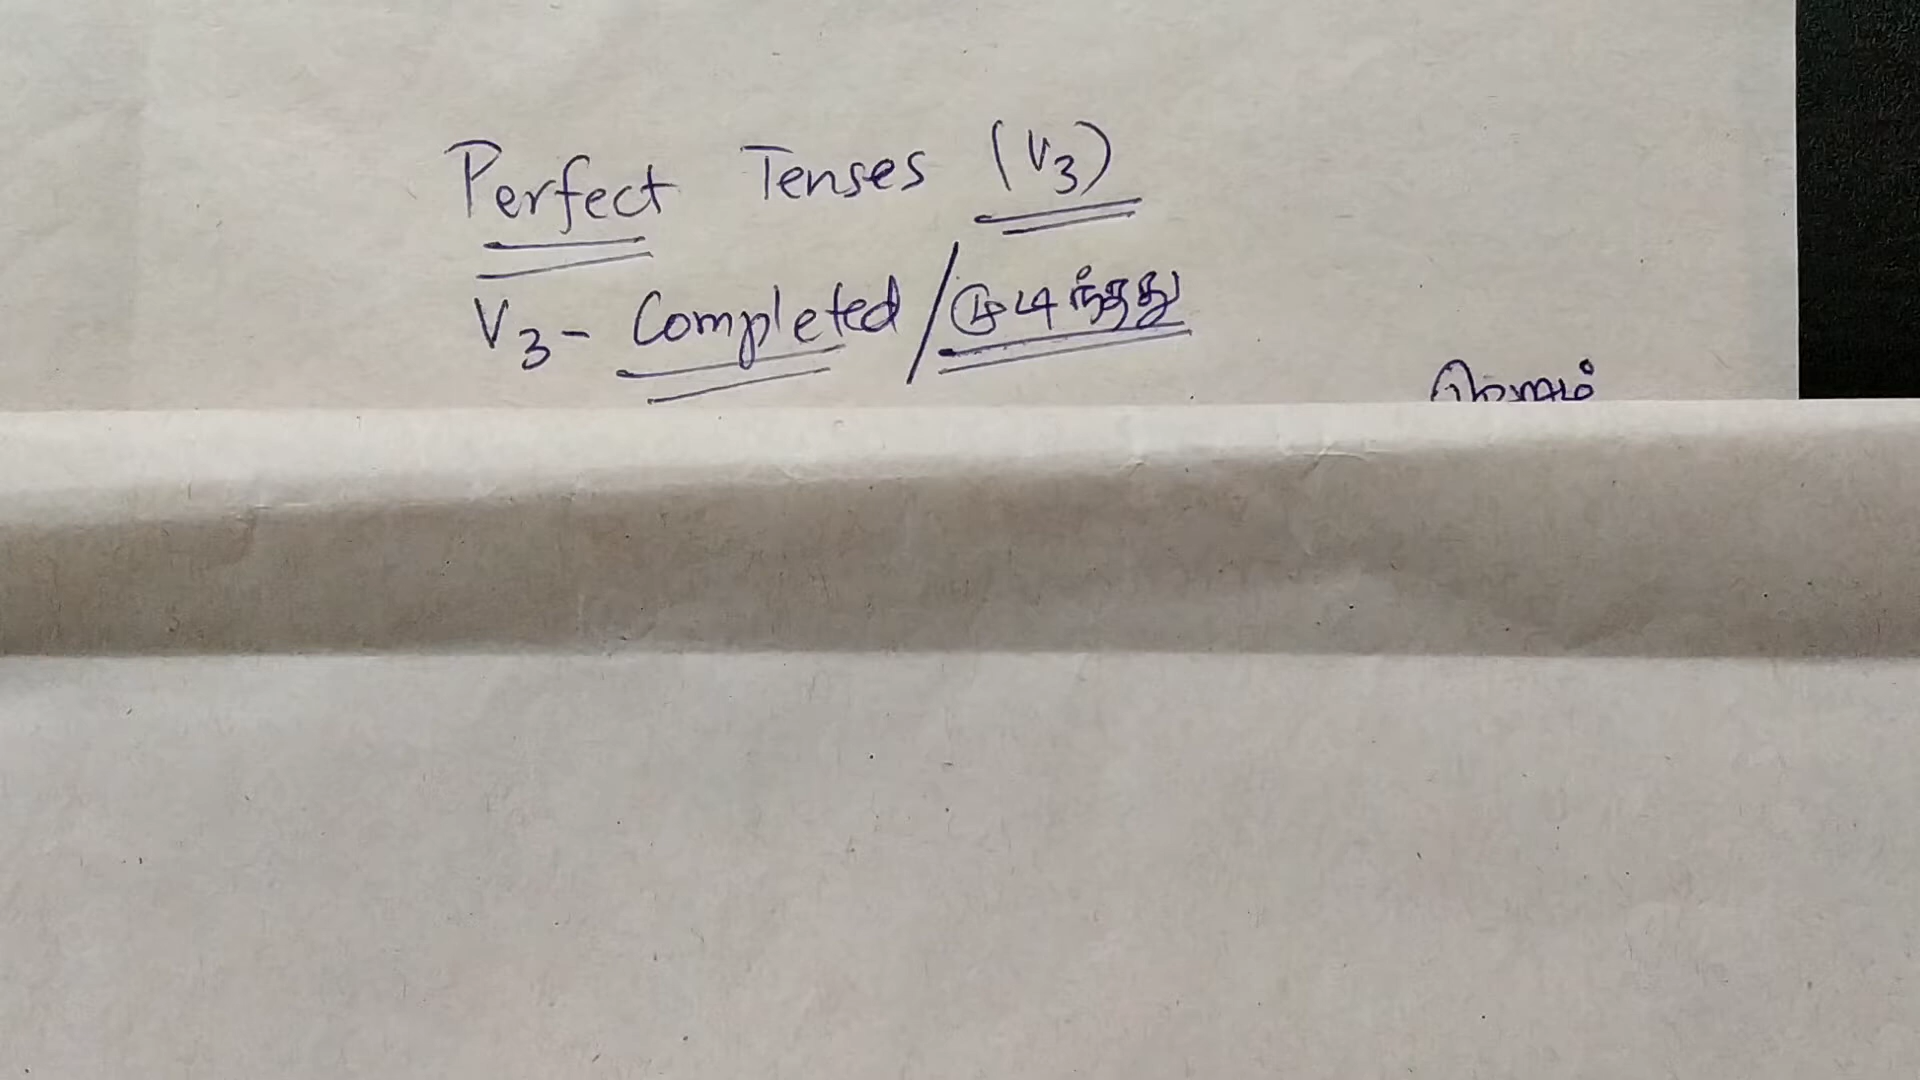 Perfect Tenses (V3)
V3 - Completed / முடிந்தது